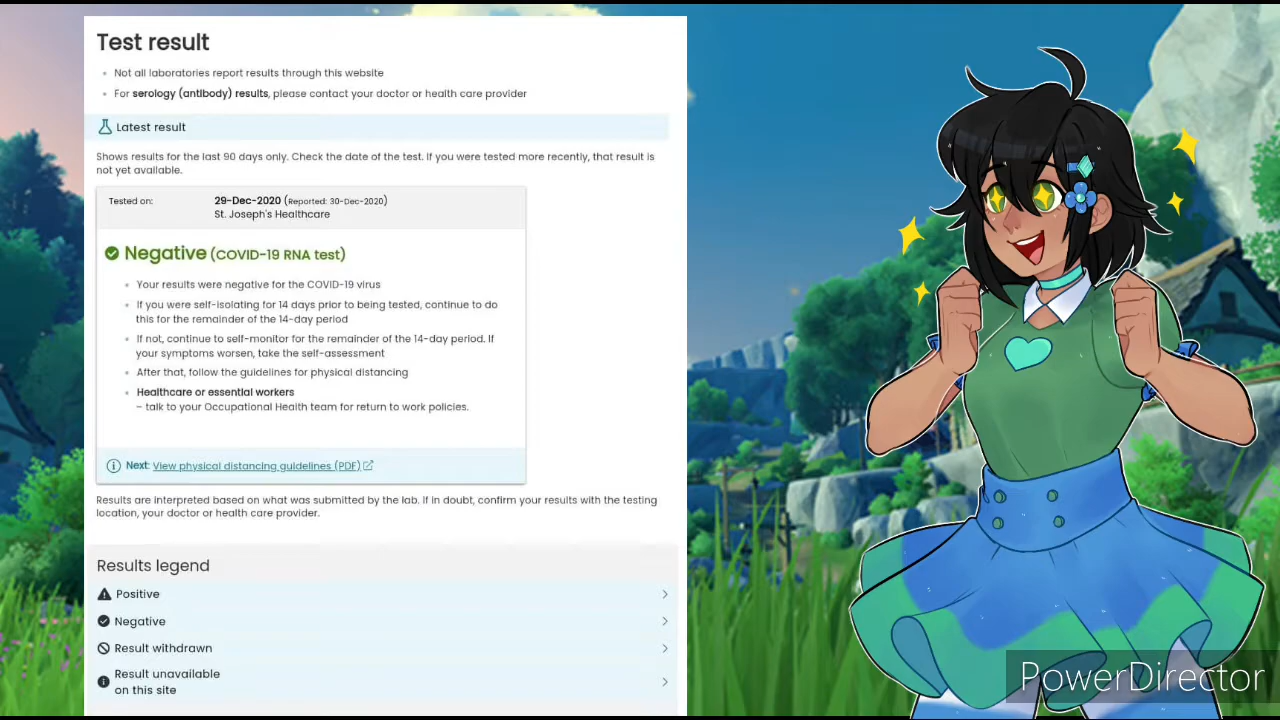 Test result
Not all laboratories report results through this website
For serology (antibody) results, please contact your doctor or health care provider
Latest result
Shows results for the last 90 days only. Check the date of the test. If you were tested more recently, that result is
not yet available.
Tested on: 29-Dec-2020 (Reported: 30-Dec-2020)
St. Joseph's Healthcare
Negative (COVID-19 RNA test)
Your results were negative for the COVID-19 virus
If you were self-isolating for 14 days prior to being tested, continue to do
this for the remainder of the 14-day period
If not, continue to self-monitor for the remainder of the 14-day period. If
your symptoms worsen, take the self-assessment
After that, follow the guidelines for physical distancing
Healthcare or essential workers
– talk to your Occupational Health team for return to work policies.
Next: View physical distancing guidelines (PDF)
Results are interpreted based on what was submitted by the lab. If in doubt, confirm your results with the testing
location, your doctor or health care provider.
Results legend
Positive
Negative
Result withdrawn
Result unavailable
on this site
PowerDirector